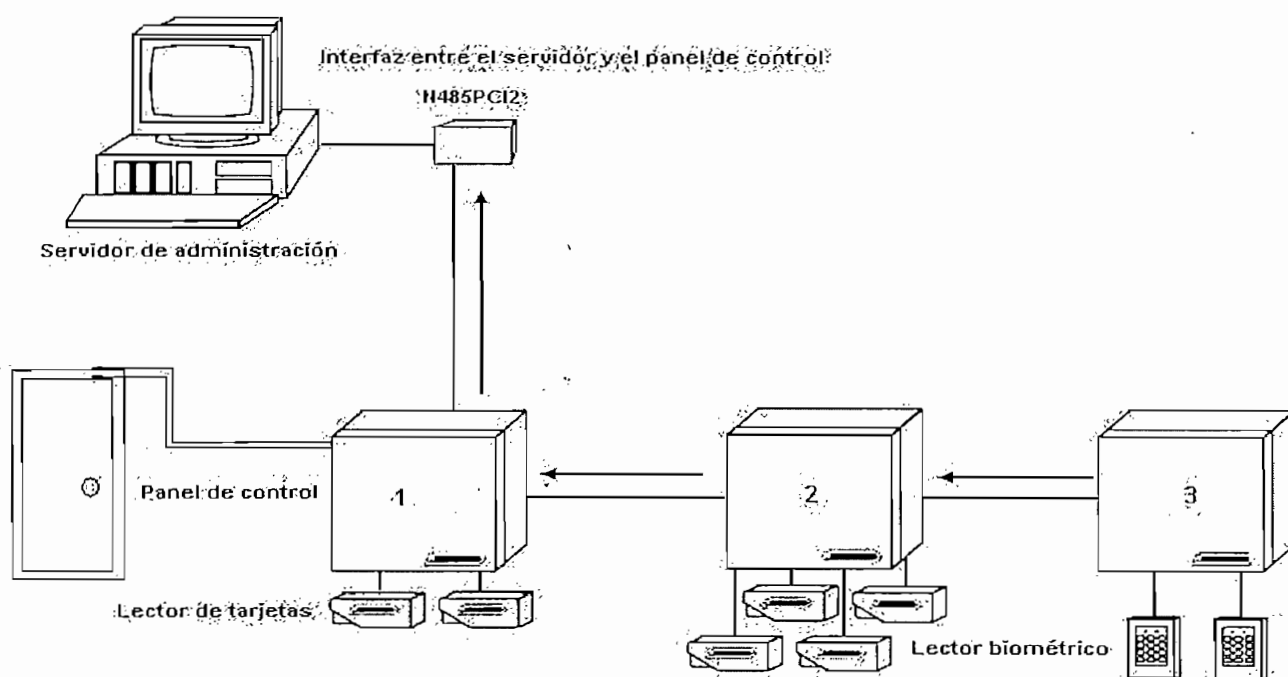 Interfaz entre el servidor y el panel de control
N485PCI2
Servidor de administración
Panel de control
1
2
3
Lector de tarjetas
Lector biométrico